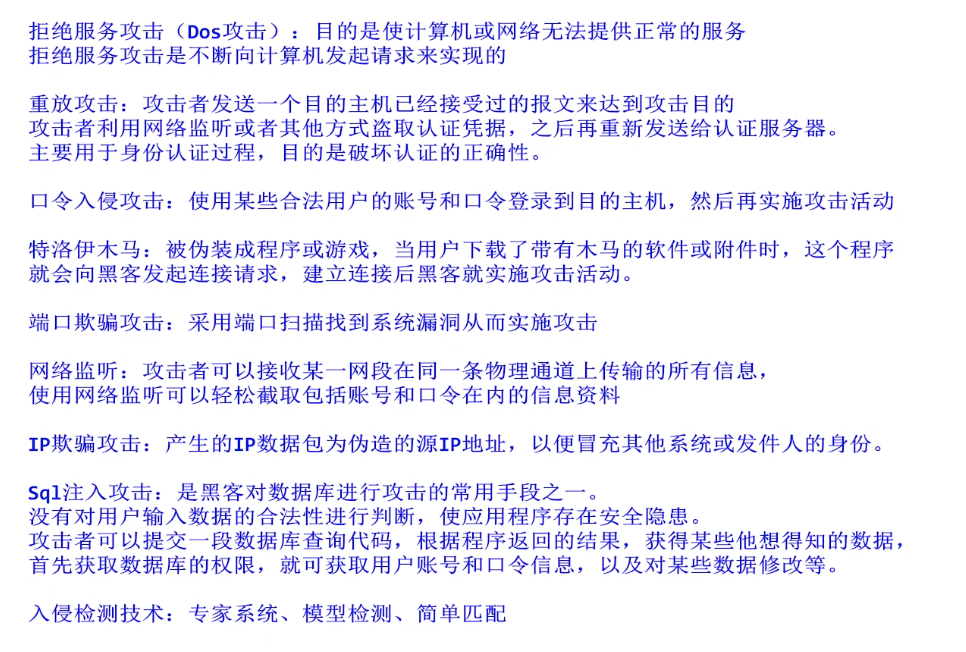 拒绝服务攻击（Dos攻击）：目的是使计算机或网络无法提供正常的服务
拒绝服务攻击是不断向计算机发起请求来实现的
重放攻击：攻击者发送一个目的主机已经接受过的报文来达到攻击目的
攻击者利用网络监听或者其他方式盗取认证凭据，之后再重新发送给认证服务器。
主要用于身份认证过程，目的是破坏认证的正确性。
口令入侵攻击：使用某些合法用户的账号和口令登录到目的主机，然后再实施攻击活动
特洛伊木马：被伪装成程序或游戏，当用户下载了带有木马的软件或附件时，这个程序
就会向黑客发起连接请求，建立连接后黑客就实施攻击活动。
端口欺骗攻击：采用端口扫描找到系统漏洞从而实施攻击
网络监听：攻击者可以接收某一网段在同一条物理通道上传输的所有信息，
使用网络监听可以轻松截取包括账号和口令在内的信息资料
IP欺骗攻击：产生的IP数据包为伪造的源IP地址，以便冒充其他系统或发件人的身份。
Sql注入攻击：是黑客对数据库进行攻击的常用手段之一。
没有对用户输入数据的合法性进行判断，使应用程序存在安全隐患。
攻击者可以提交一段数据库查询代码，根据程序返回的结果，获得某些他想得知的数据，
首先获取数据库的权限，就可获取用户账号和口令信息，以及对某些数据修改等。
入侵检测技术：专家系统、模型检测、简单匹配